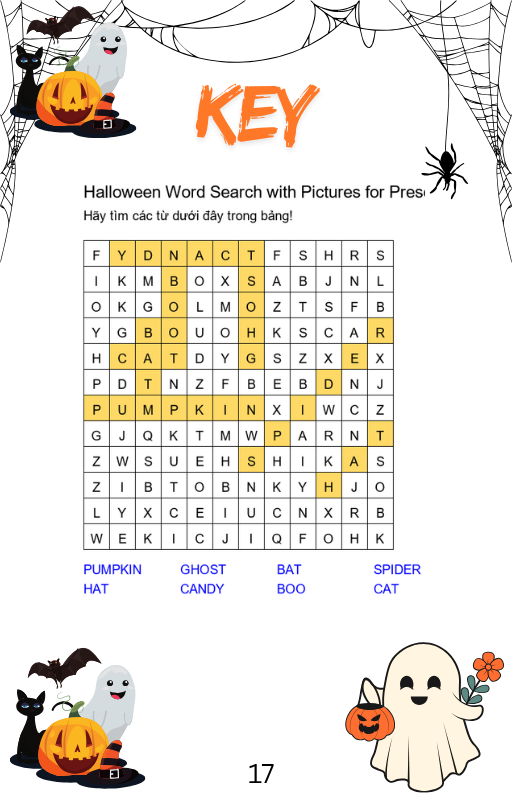 KEY
Halloween Word Search with Pictures for Pres
Hãy tìm các từ dưới đây trong bảng!
F Y D N A C T F S H R S
I K M B O X S A B J N L
O K G O L M O Z T S F B
Y G B O U O H K S C A R
H C A T D Y G S Z X E X
P D T N Z F B E B D N J
P U M P K I N X I W C Z
G J Q K T M W P A R N T
Z W S U E H S H I K A S
Z I B T O B N K Y H J O
L Y X C E I U C N X R B
W E K I C J I Q F O H K
PUMPKIN GHOST BAT SPIDER
HAT CANDY BOO CAT
17